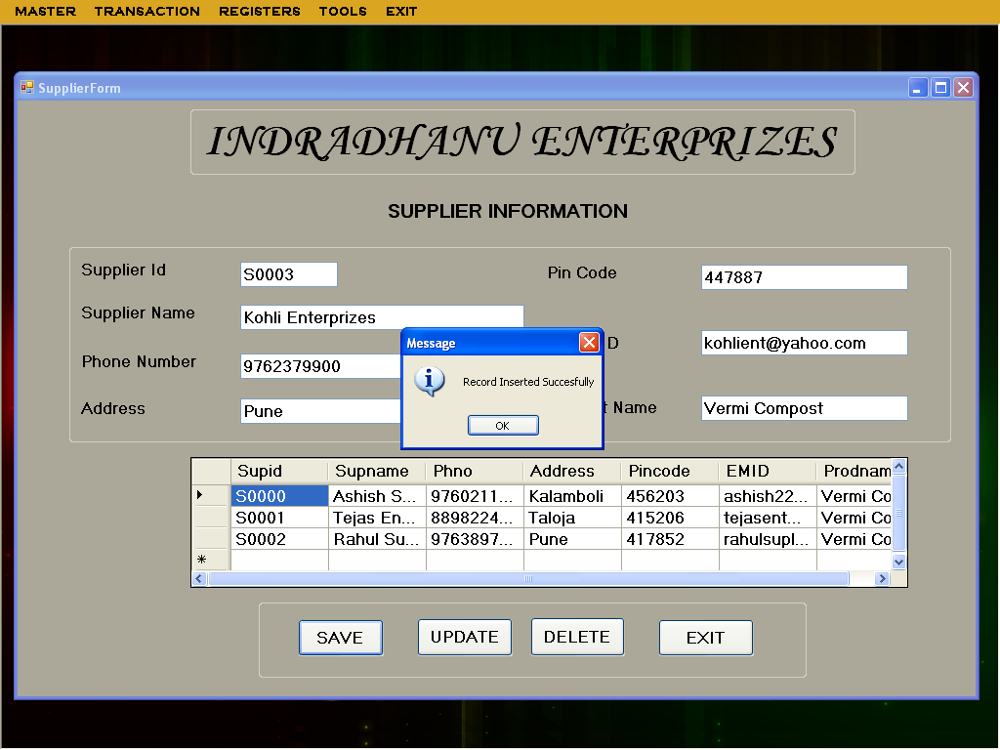 MASTER TRANSACTION REGISTERS TOOLS EXIT
SupplierForm
INDRADHANU ENTERPRIZES
SUPPLIER INFORMATION
Supplier Id S0003 Pin Code 447887
Supplier Name Kohli Enterprizes
Message
D kohlient@yahoo.com
Phone Number 9762379900
Record Inserted Succesfully
Address Pune t Name Vermi Compost
OK
Supid Supname Phno Address Pincode EMID Prodnam
S0000 Ashish S... 9760211... Kalamboli 456203 ashish22... Vermi Co
S0001 Tejas En... 8898224... Taloja 415206 tejasent... Vermi Co
S0002 Rahul Su... 9763897... Pune 417852 rahulsupl... Vermi Co
SAVE UPDATE DELETE EXIT